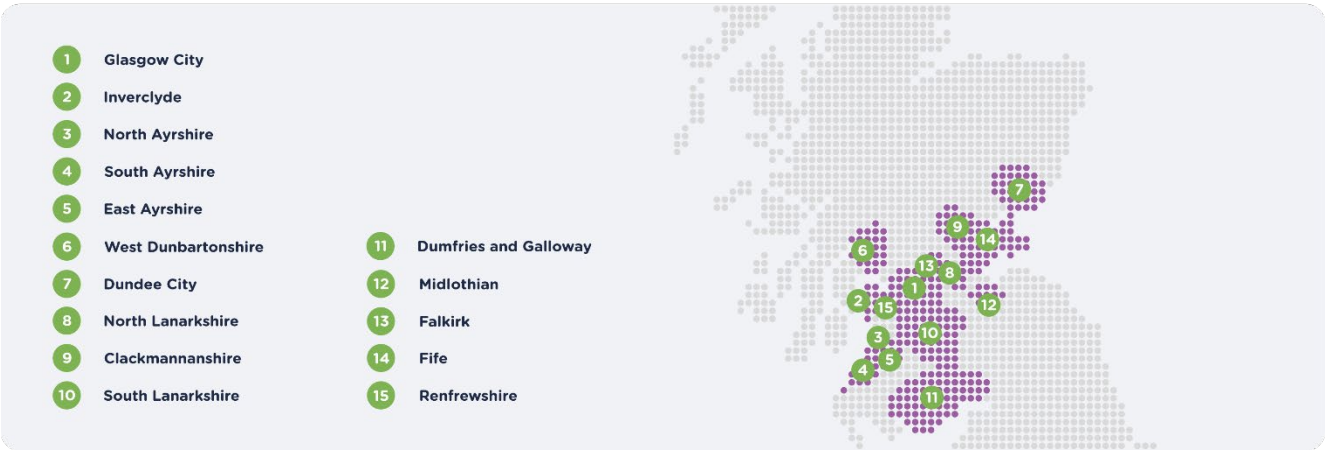 1 Glasgow City
2 Inverclyde
3 North Ayrshire
4 South Ayrshire
5 East Ayrshire
6 West Dunbartonshire
7 Dundee City
8 North Lanarkshire
9 Clackmannanshire
10 South Lanarkshire
11 Dumfries and Galloway
12 Midlothian
13 Falkirk
14 Fife
15 Renfrewshire
7
9
14
6
13
8
1
2
15
12
10
3
5
4
11